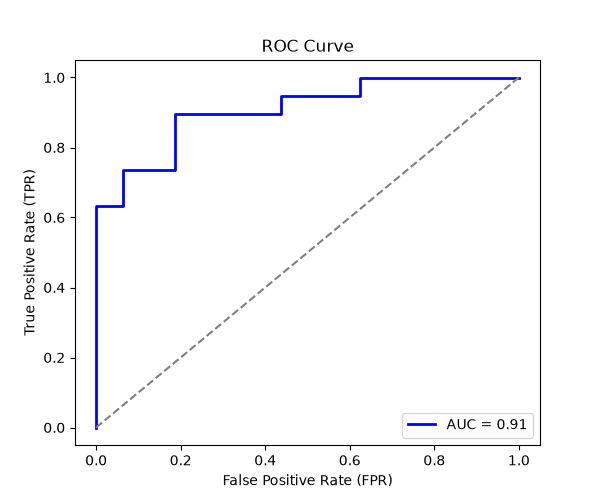 ROC Curve
True Positive Rate (TPR)
1.0
0.8
0.6
0.4
0.2
0.0
AUC = 0.91
0.0 0.2 0.4 0.6 0.8 1.0
False Positive Rate (FPR)